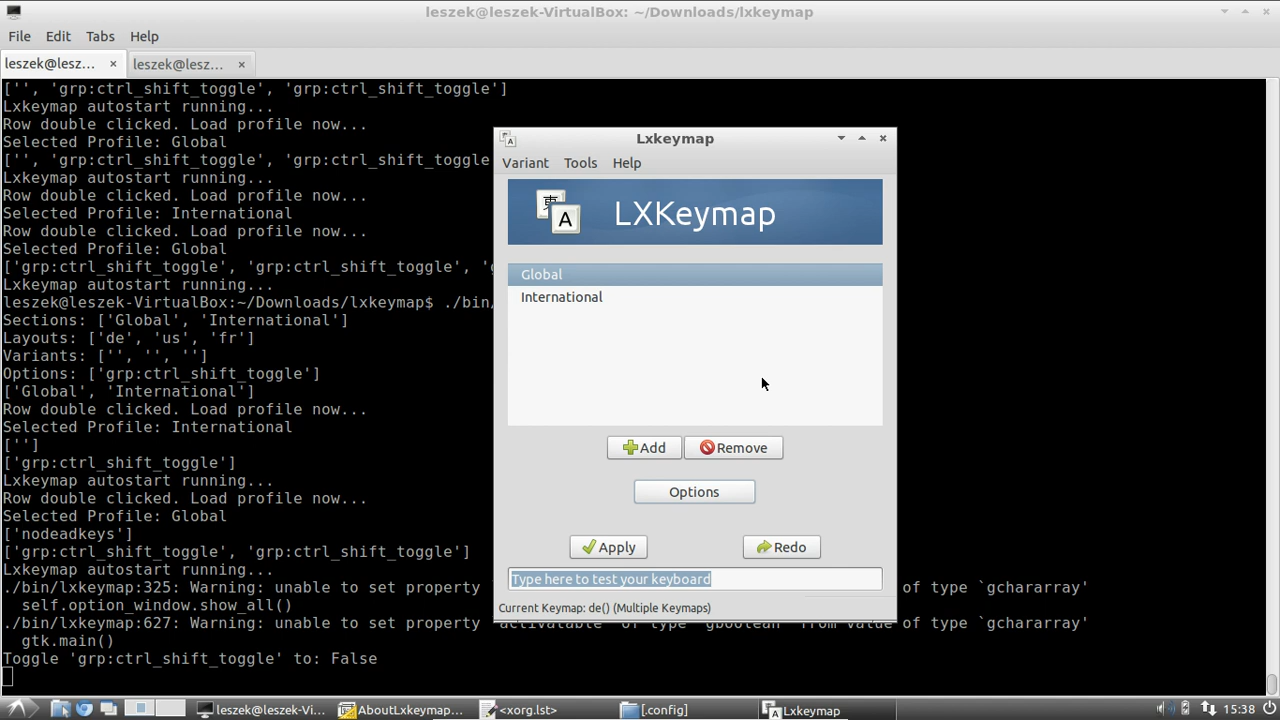 leszek@leszek-VirtualBox: ~/Downloads/lxkeymap
File Edit Tabs Help
leszek@lesz... × leszek@lesz... ×
['', 'grp:ctrl_shift_toggle', 'grp:ctrl_shift_toggle']
Lxkeymap autostart running...
Row double clicked. Load profile now...
Selected Profile: Global
['', 'grp:ctrl_shift_toggle', 'grp:ctrl_shift_toggle
Lxkeymap autostart running...
Row double clicked. Load profile now...
Selected Profile: International
Row double clicked. Load profile now...
Selected Profile: Global
['grp:ctrl_shift_toggle', 'grp:ctrl_shift_toggle',
Lxkeymap autostart running...
leszek@leszek-VirtualBox:~/Downloads/lxkeymap$ ./bin/
Sections: ['Global', 'International']
Layouts: ['de', 'us', 'fr']
Variants: ['', '', '']
Options: ['grp:ctrl_shift_toggle']
['Global', 'International']
Row double clicked. Load profile now...
Selected Profile: International
['']
['grp:ctrl_shift_toggle']
Lxkeymap autostart running...
Row double clicked. Load profile now...
Selected Profile: Global
['nodeadkeys']
['grp:ctrl_shift_toggle', 'grp:ctrl_shift_toggle']
Lxkeymap autostart running...
./bin/lxkeymap:325: Warning: unable to set property of type `gchararray'
self.option_window.show_all()
./bin/lxkeymap:627: Warning: unable to set property `activatable' of type `gboolean' from value of type `gchararray'
gtk.main()
Toggle 'grp:ctrl_shift_toggle' to: False
Lxkeymap
Variant Tools Help
A
LXKeymap
Global
International
Add Remove
Options
Apply Redo
Type here to test your keyboard
Current Keymap: de() (Multiple Keymaps)
leszek@leszek-Vi... AboutLxkeymap... <xorg.lst> [.config] Lxkeymap 15:38